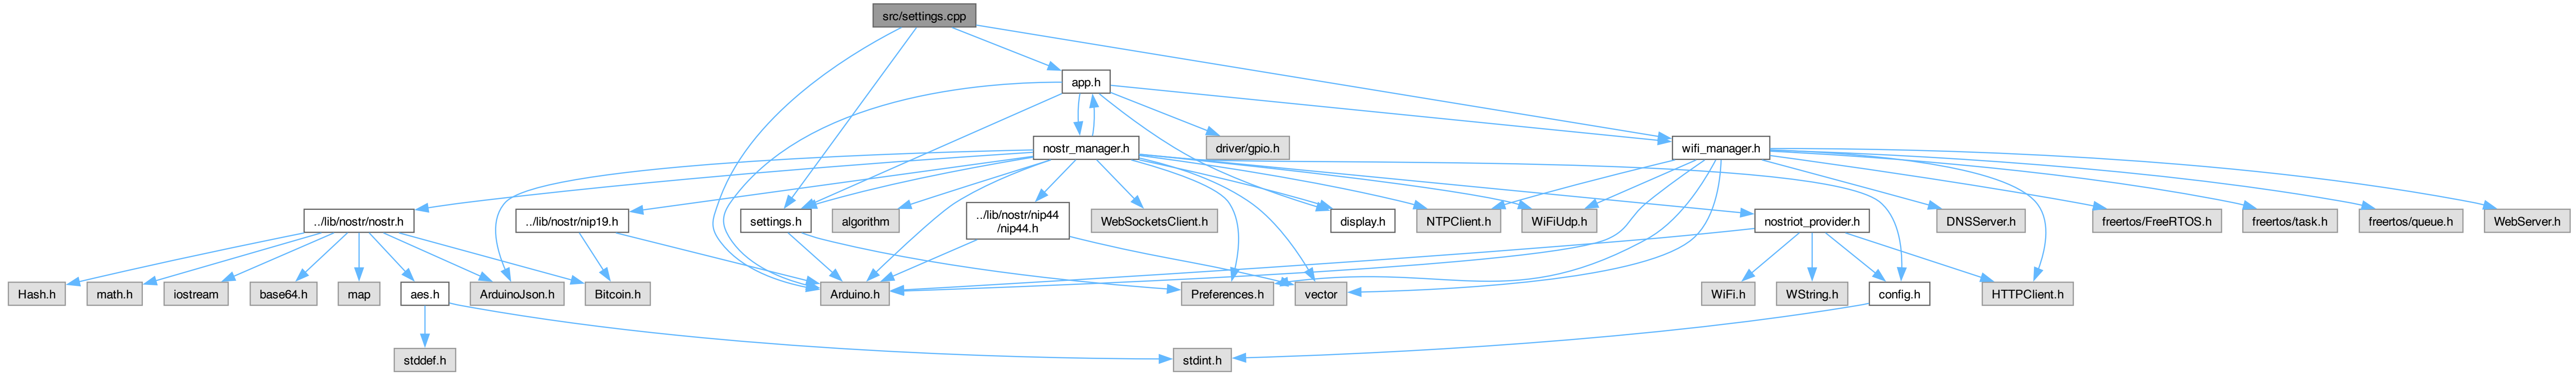 src/settings.cpp
app.h
nostr_manager.h
driver/gpio.h
wifi_manager.h
../lib/nostr/nostr.h
../lib/nostr/nip19.h
settings.h
algorithm
../lib/nostr/nip44
/nip44.h
WebSocketsClient.h
display.h
NTPClient.h
WiFiUdp.h
nostriot_provider.h
DNSServer.h
freertos/FreeRTOS.h
freertos/task.h
freertos/queue.h
WebServer.h
Hash.h
math.h
iostream
base64.h
map
aes.h
ArduinoJson.h
Bitcoin.h
Arduino.h
Preferences.h
vector
WiFi.h
WString.h
config.h
HTTPClient.h
stddef.h
stdint.h